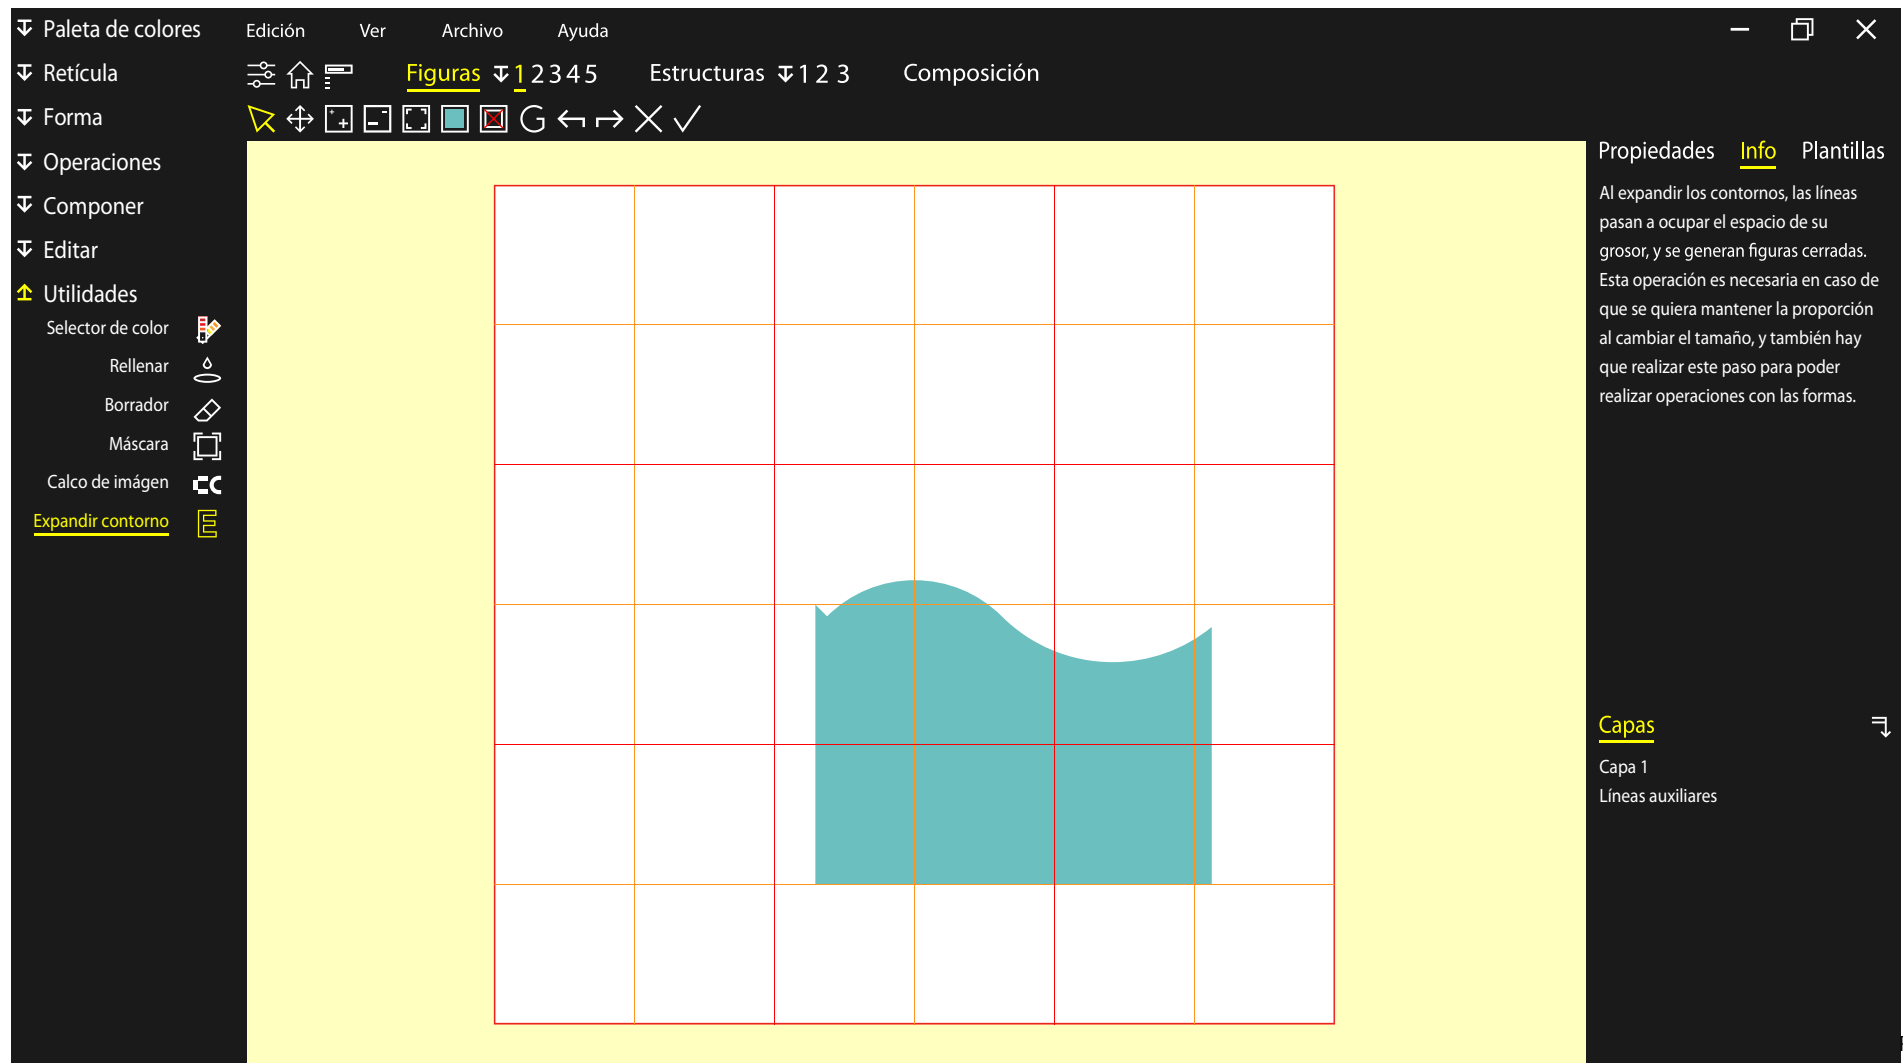 Paleta de colores
Edición Ver Archivo Ayuda
Retícula
Figuras 1 2 3 4 5 Estructuras 1 2 3 Composición
Forma
Operaciones
Componer
Editar
Utilidades
Selector de color
Rellenar
Borrador
Máscara
Calco de imágen
Expandir contorno
Propiedades Info Plantillas
Al expandir los contornos, las líneas
pasan a ocupar el espacio de su
grosor, y se generan figuras cerradas.
Esta operación es necesaria en caso de
que se quiera mantener la proporción
al cambiar el tamaño, y también hay
que realizar este paso para poder
realizar operaciones con las formas.
Capas
Capa 1
Líneas auxiliares